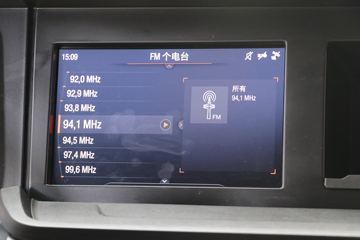 15:09
FM 个电台
92,0 MHz
92,9 MHz
93,8 MHz
94,1 MHz
94,5 MHz
97,4 MHz
99,6 MHz
所有
94,1 MHz
FM